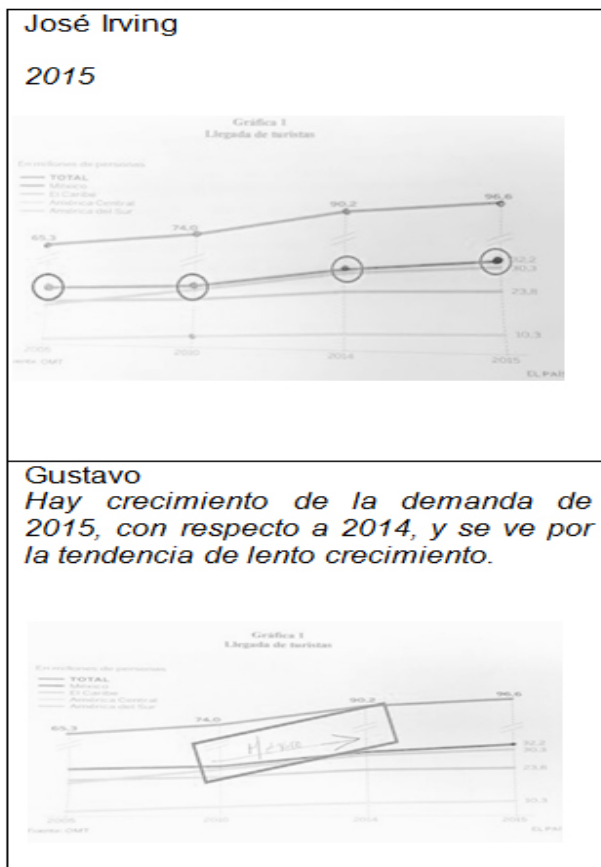 José Irving
2015
Gráfica 1
Llegada de turistas
En millones de personas
TOTAL
México
El Caribe
América Central
América del Sur
65,3
74,0
90,2
96,6
32,2
30,3
23,8
10,3
2005
2010
2014
2015
uente: OMT
EL PAÍS
Gustavo
Hay crecimiento de la demanda de
2015, con respecto a 2014, y se ve por
la tendencia de lento crecimiento.
Gráfica 1
Llegada de turistas
En millones de personas
TOTAL
México
El Caribe
América Central
América del Sur
65,3
74,0
90,2
96,6
32,2
30,3
23,8
10,3
2005
2010
2014
2015
Fuente: OMT
EL PAÍ